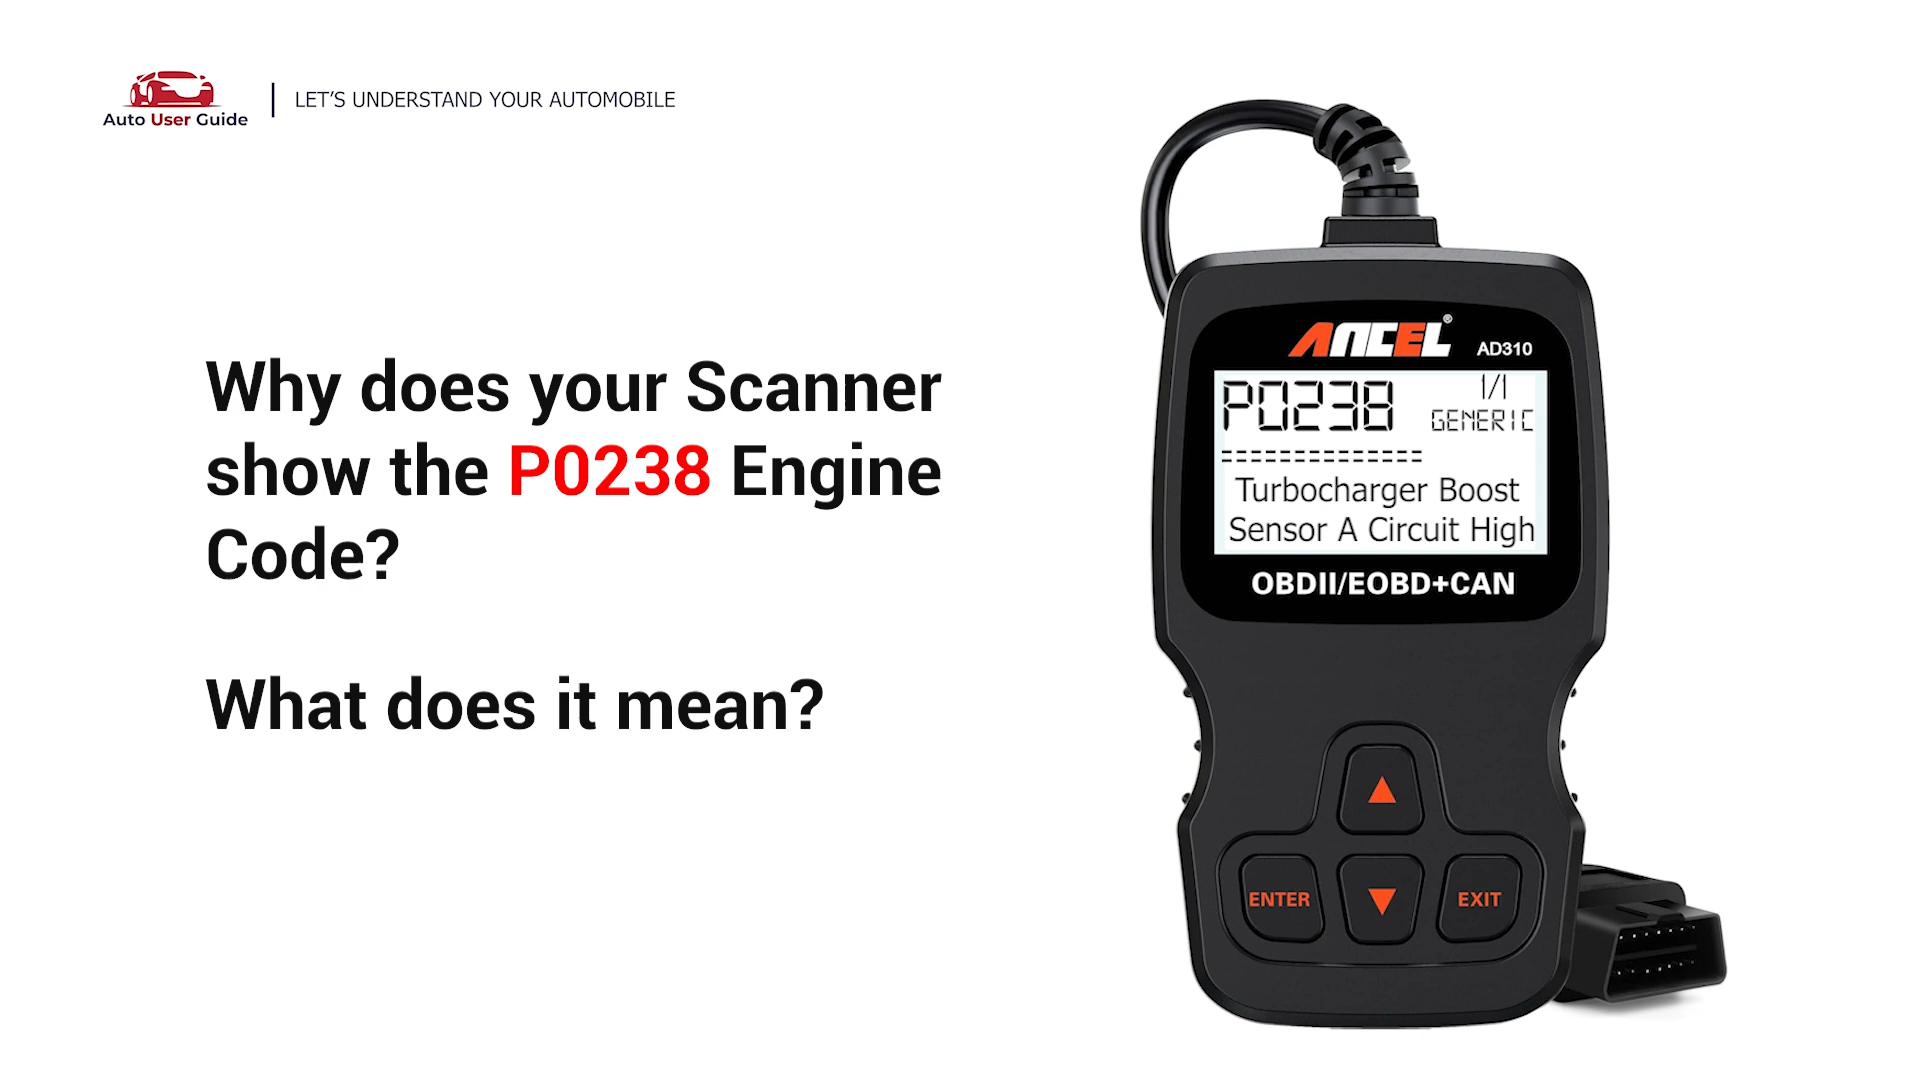 Auto User Guide
LET'S UNDERSTAND YOUR AUTOMOBILE
Why does your Scanner
show the P0238 Engine
Code?
What does it mean?
ANCEL®
AD310
P0238
1/1
GENERIC
==============
Turbocharger Boost
Sensor A Circuit High
OBDII/EOBD+CAN
ENTER
EXIT